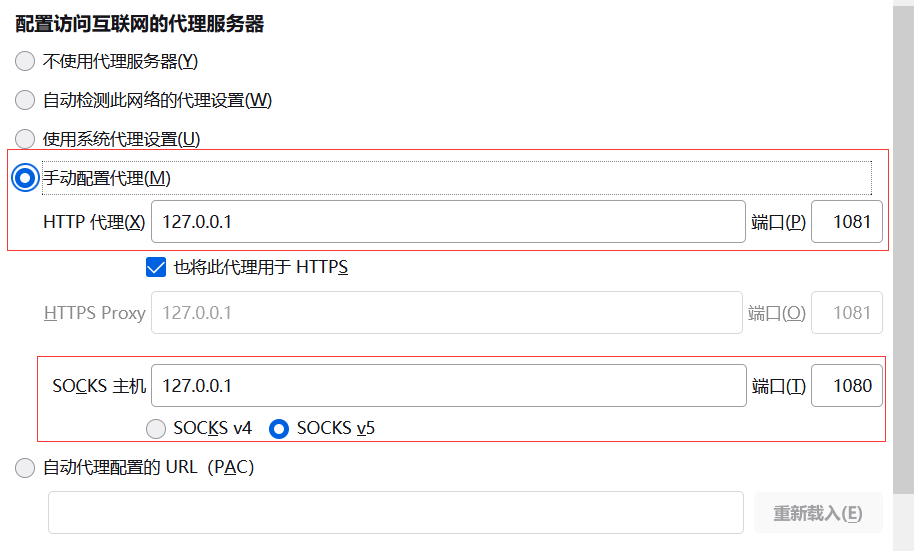 配置访问互联网的代理服务器
不使用代理服务器(Y)
自动检测此网络的代理设置(W)
使用系统代理设置(U)
手动配置代理(M)
HTTP 代理(X) 127.0.0.1 端口(P) 1081
也将此代理用于 HTTPS
HTTPS Proxy 127.0.0.1 端口(O) 1081
SOCKS 主机 127.0.0.1 端口(T) 1080
SOCKS v4 SOCKS v5
自动代理配置的 URL（PAC）
重新载入(E)